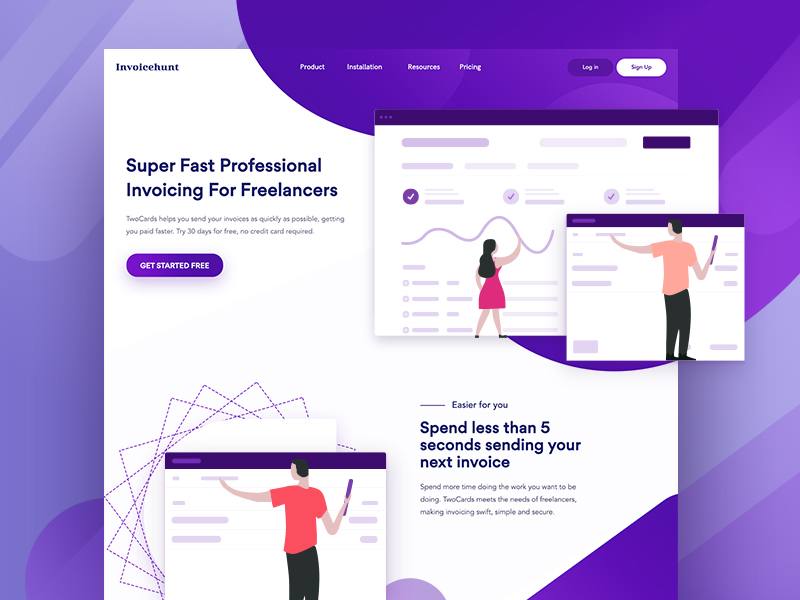 Invoicehunt
Product
Installation
Resources
Pricing
Log in
Sign Up
Super Fast Professional
Invoicing For Freelancers
TwoCards helps you send your invoices as quickly as possible, getting
you paid faster. Try 30 days for free, no credit card required.
GET STARTED FREE
Easier for you
Spend less than 5
seconds sending your
next invoice
Spend more time doing the work you want to be
doing. TwoCards meets the needs of freelancers,
making invoicing swift, simple and secure.